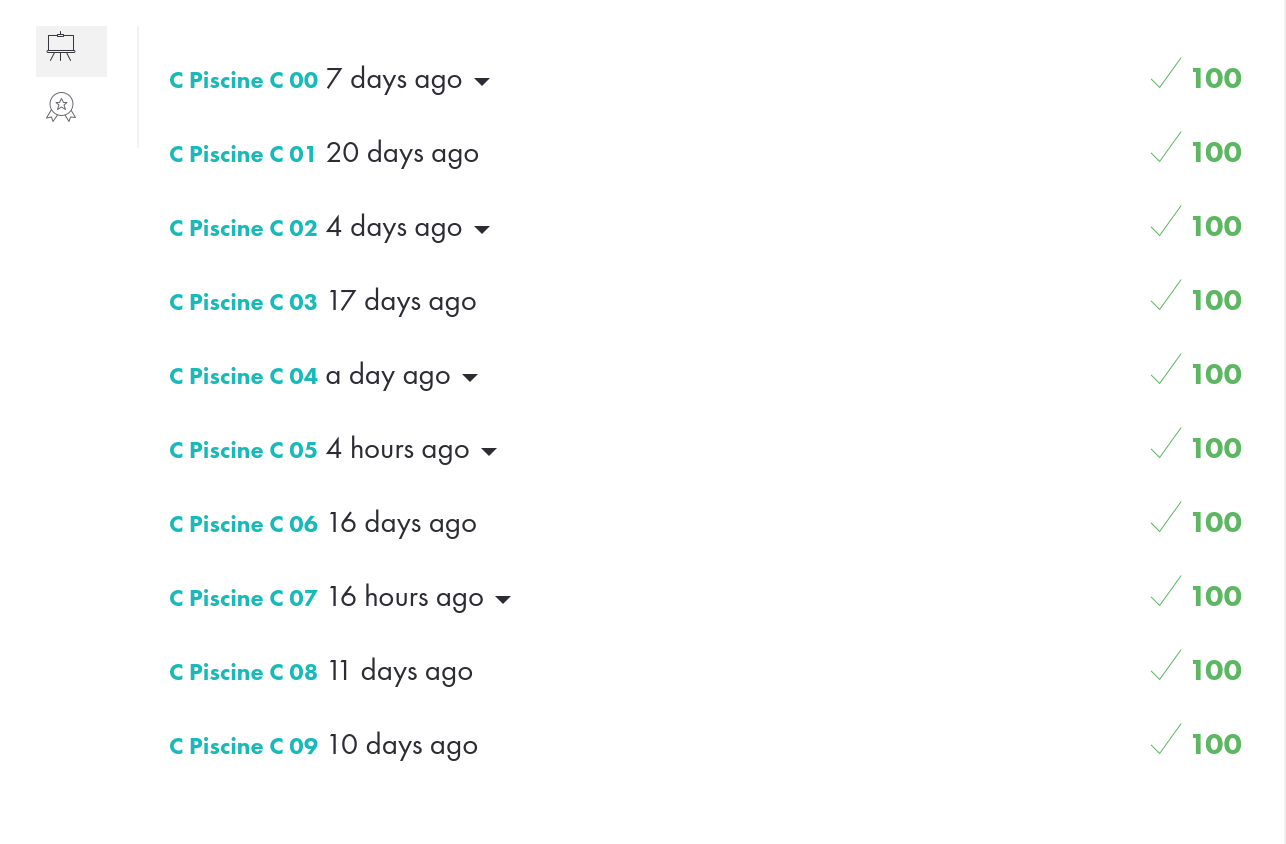 C Piscine C 00 7 days ago 100
C Piscine C 01 20 days ago 100
C Piscine C 02 4 days ago 100
C Piscine C 03 17 days ago 100
C Piscine C 04 a day ago 100
C Piscine C 05 4 hours ago 100
C Piscine C 06 16 days ago 100
C Piscine C 07 16 hours ago 100
C Piscine C 08 11 days ago 100
C Piscine C 09 10 days ago 100